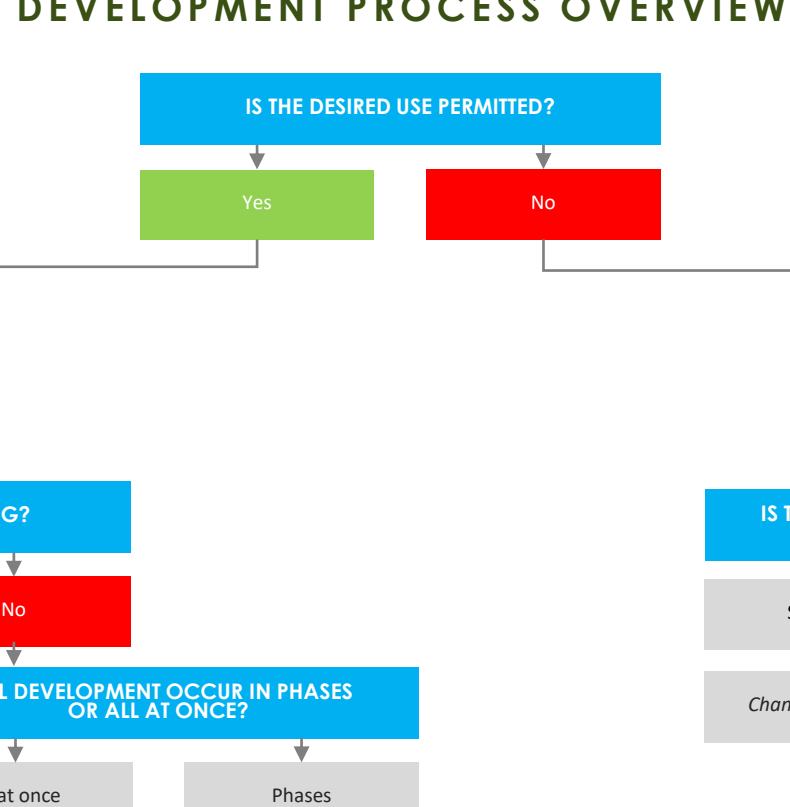 DEVELOPMENT PROCESS OVERVIEW
IS THE DESIRED USE PERMITTED?
Yes
No
G?
IS T
No
S
L DEVELOPMENT OCCUR IN PHASES
OR ALL AT ONCE?
Chan
at once
Phases